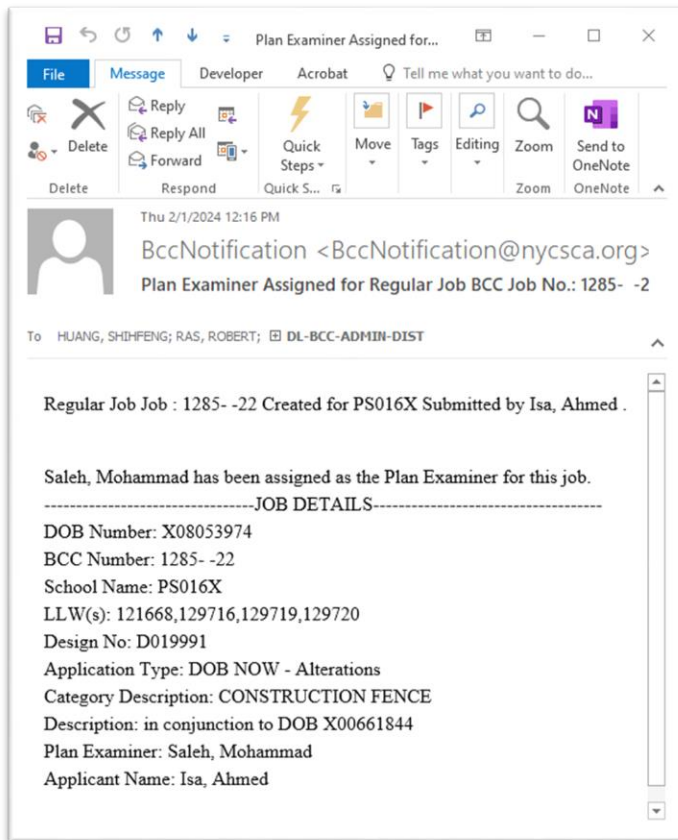 Plan Examiner Assigned for...
File Message Developer Acrobat Tell me what you want to do...
Delete
Reply
Reply All
Forward
Quick Steps
Move
Tags
Editing
Zoom
Send to OneNote
Delete Respond Quick S... Zoom OneNote
Thu 2/1/2024 12:16 PM
BccNotification <BccNotification@nycsca.org>
Plan Examiner Assigned for Regular Job BCC Job No.: 1285- -2
To HUANG, SHIHFENG; RAS, ROBERT; DL-BCC-ADMIN-DIST
Regular Job Job : 1285- -22 Created for PS016X Submitted by Isa, Ahmed .
Saleh, Mohammad has been assigned as the Plan Examiner for this job.
---------------------------------JOB DETAILS------------------------------------
DOB Number: X08053974
BCC Number: 1285- -22
School Name: PS016X
LLW(s): 121668,129716,129719,129720
Design No: D019991
Application Type: DOB NOW - Alterations
Category Description: CONSTRUCTION FENCE
Description: in conjunction to DOB X00661844
Plan Examiner: Saleh, Mohammad
Applicant Name: Isa, Ahmed